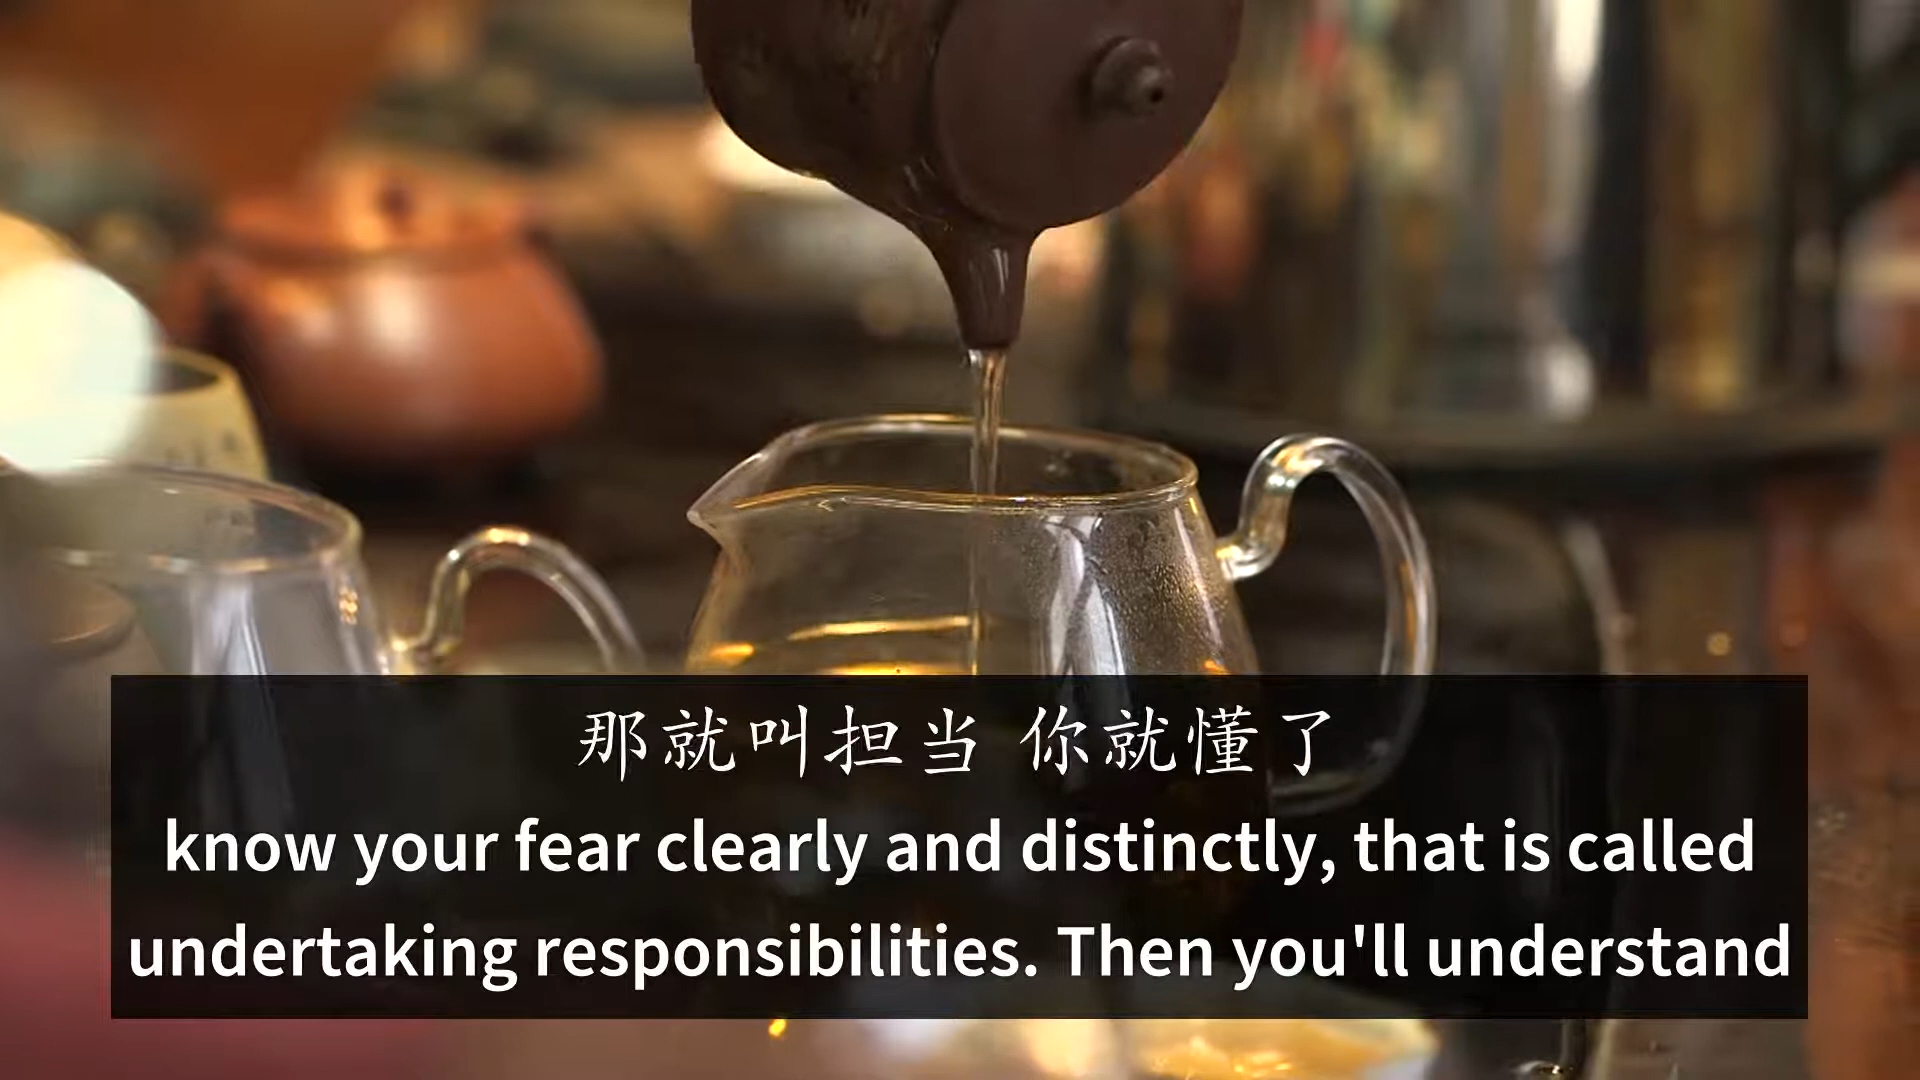 那就叫担当 你就懂了
know your fear clearly and distinctly, that is called
undertaking responsibilities. Then you'll understand